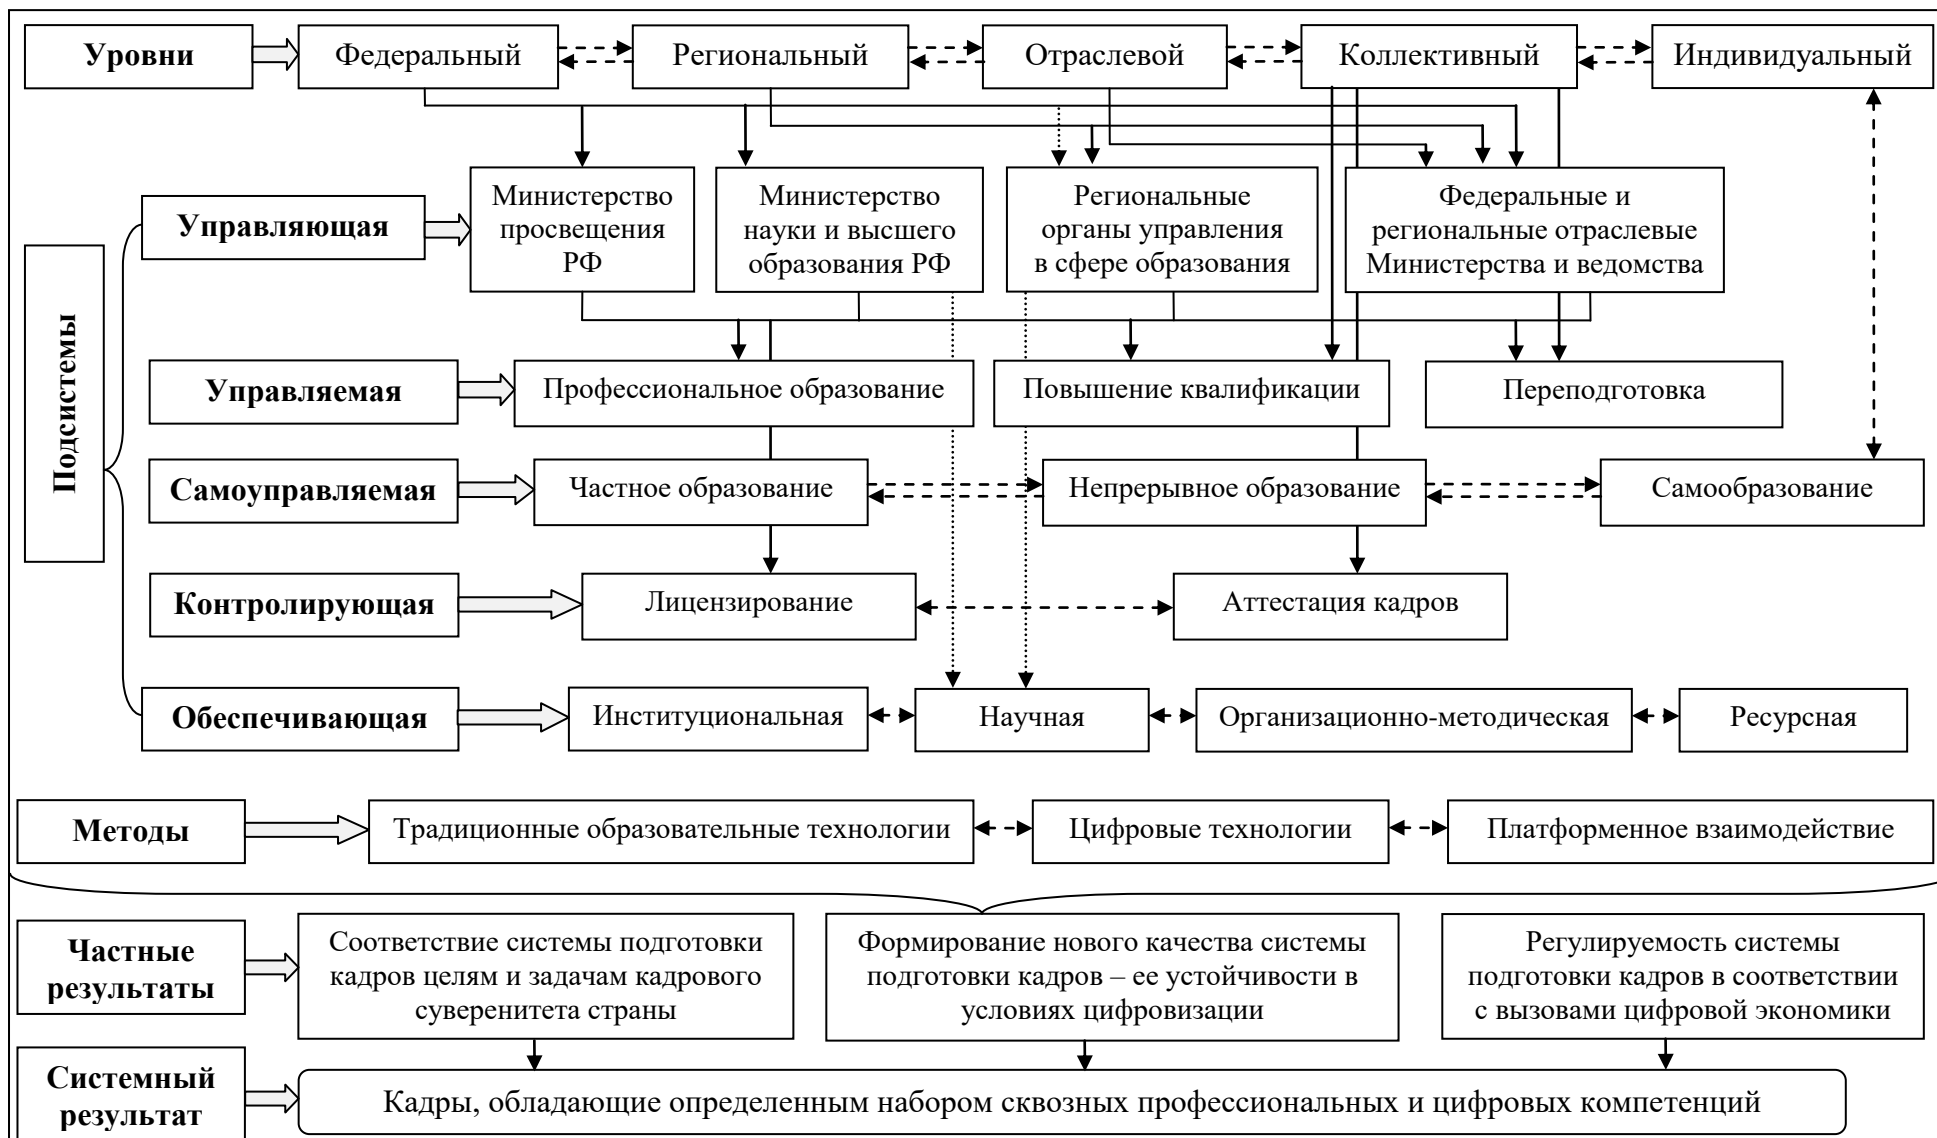 Уровни
Федеральный
Региональный
Отраслевой
Коллективный
Индивидуальный
Подсистемы
Управляющая
Министерство
просвещения
РФ
Министерство
науки и высшего
образования РФ
Региональные
органы управления
в сфере образования
Федеральные и
региональные отраслевые
Министерства и ведомства
Управляемая
Профессиональное образование
Повышение квалификации
Переподготовка
Самоуправляемая
Частное образование
Непрерывное образование
Самообразование
Контролирующая
Лицензирование
Аттестация кадров
Обеспечивающая
Институциональная
Научная
Организационно-методическая
Ресурсная
Методы
Традиционные образовательные технологии
Цифровые технологии
Платформенное взаимодействие
Частные
результаты
Соответствие системы подготовки
кадров целям и задачам кадрового
суверенитета страны
Формирование нового качества системы
подготовки кадров – ее устойчивости в
условиях цифровизации
Регулируемость системы
подготовки кадров в соответствии
с вызовами цифровой экономики
Системный
результат
Кадры, обладающие определенным набором сквозных профессиональных и цифровых компетенций